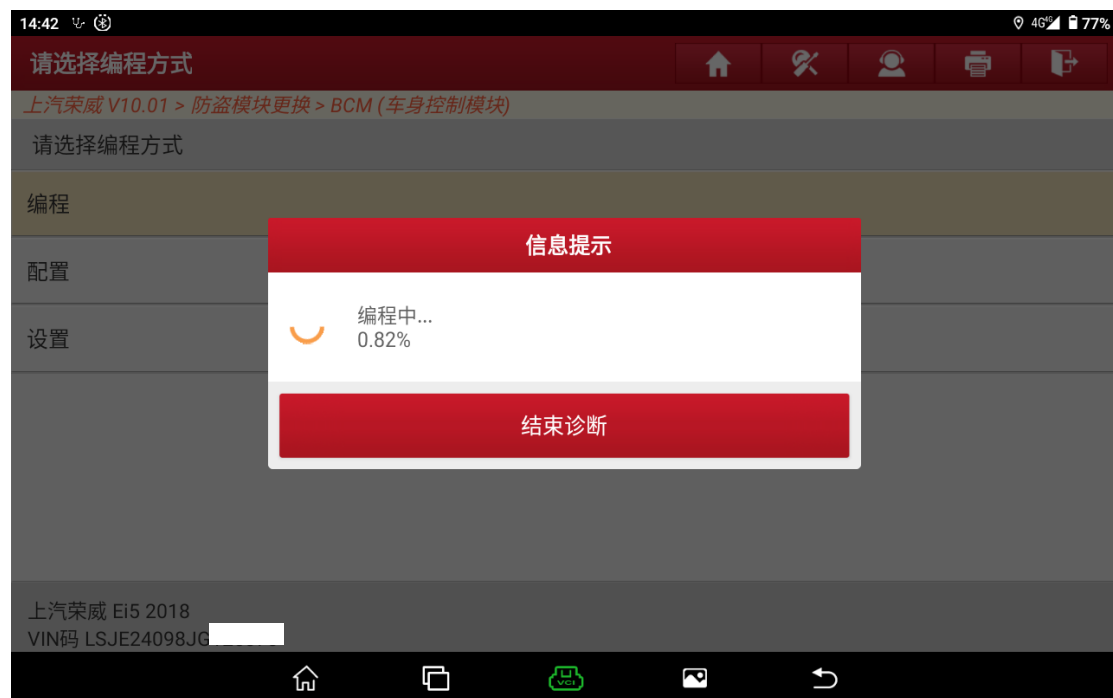 14:42
4G 4G 77%
请选择编程方式
上汽荣威 V10.01 > 防盗模块更换 > BCM (车身控制模块)
请选择编程方式
编程
配置
设置
信息提示
编程中...
0.82%
结束诊断
上汽荣威 Ei5 2018
VIN码 LSJE24098JG
VCI